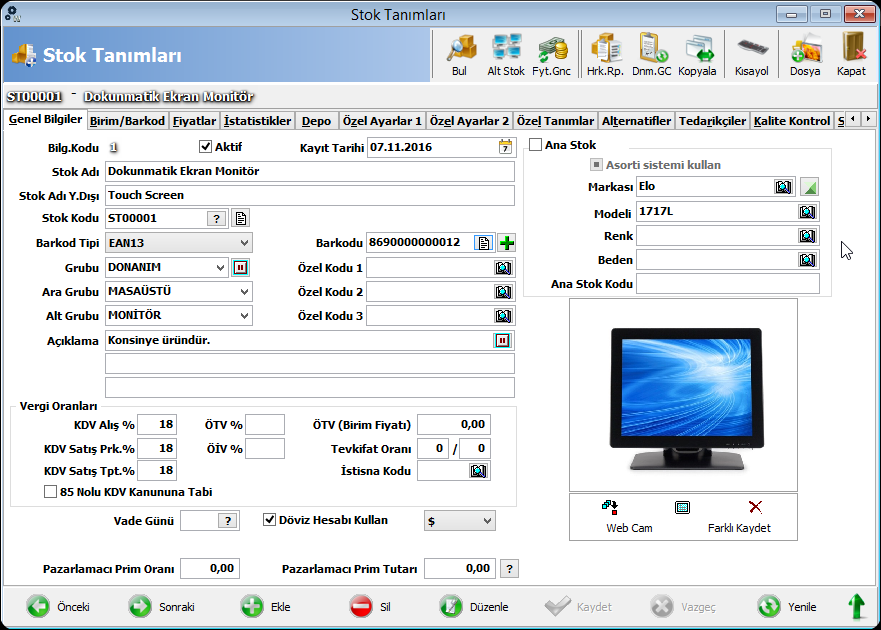 Stok Tanımları
Stok Tanımları
Bul Alt Stok Fyt.Gnc Hrk.Rp. Dnm.GC Kopyala Kısayol Dosya Kapat
ST00001 - Dokunmatik Ekran Monitör
Genel Bilgiler Birim/Barkod Fiyatlar İstatistikler Depo Özel Ayarlar 1 Özel Ayarlar 2 Özel Tanımlar Alternatifler Tedarikçiler Kalite Kontrol S
Bilg.Kodu 1 Aktif Kayıt Tarihi 07.11.2016 7
Stok Adı Dokunmatik Ekran Monitör
Stok Adı Y.Dışı Touch Screen
Stok Kodu ST00001 ?
Barkod Tipi EAN13 Barkodu 8690000000012
Grubu DONANIM Özel Kodu 1
Ara Grubu MASAÜSTÜ Özel Kodu 2
Alt Grubu MONİTÖR Özel Kodu 3
Açıklama Konsinye üründür.
Ana Stok
Asorti sistemi kullan
Markası Elo
Modeli 1717L
Renk
Beden
Ana Stok Kodu
Vergi Oranları
KDV Alış % 18 ÖTV % ÖTV (Birim Fiyatı) 0,00
KDV Satış Prk.% 18 ÖİV % Tevkifat Oranı 0 / 0
KDV Satış Tpt.% 18 İstisna Kodu
85 Nolu KDV Kanununa Tabi
Vade Günü ? Döviz Hesabı Kullan $
Pazarlamacı Prim Oranı 0,00 Pazarlamacı Prim Tutarı 0,00 ?
Web Cam Farklı Kaydet
Önceki Sonraki Ekle Sil Düzenle Kaydet Vazgeç Yenile